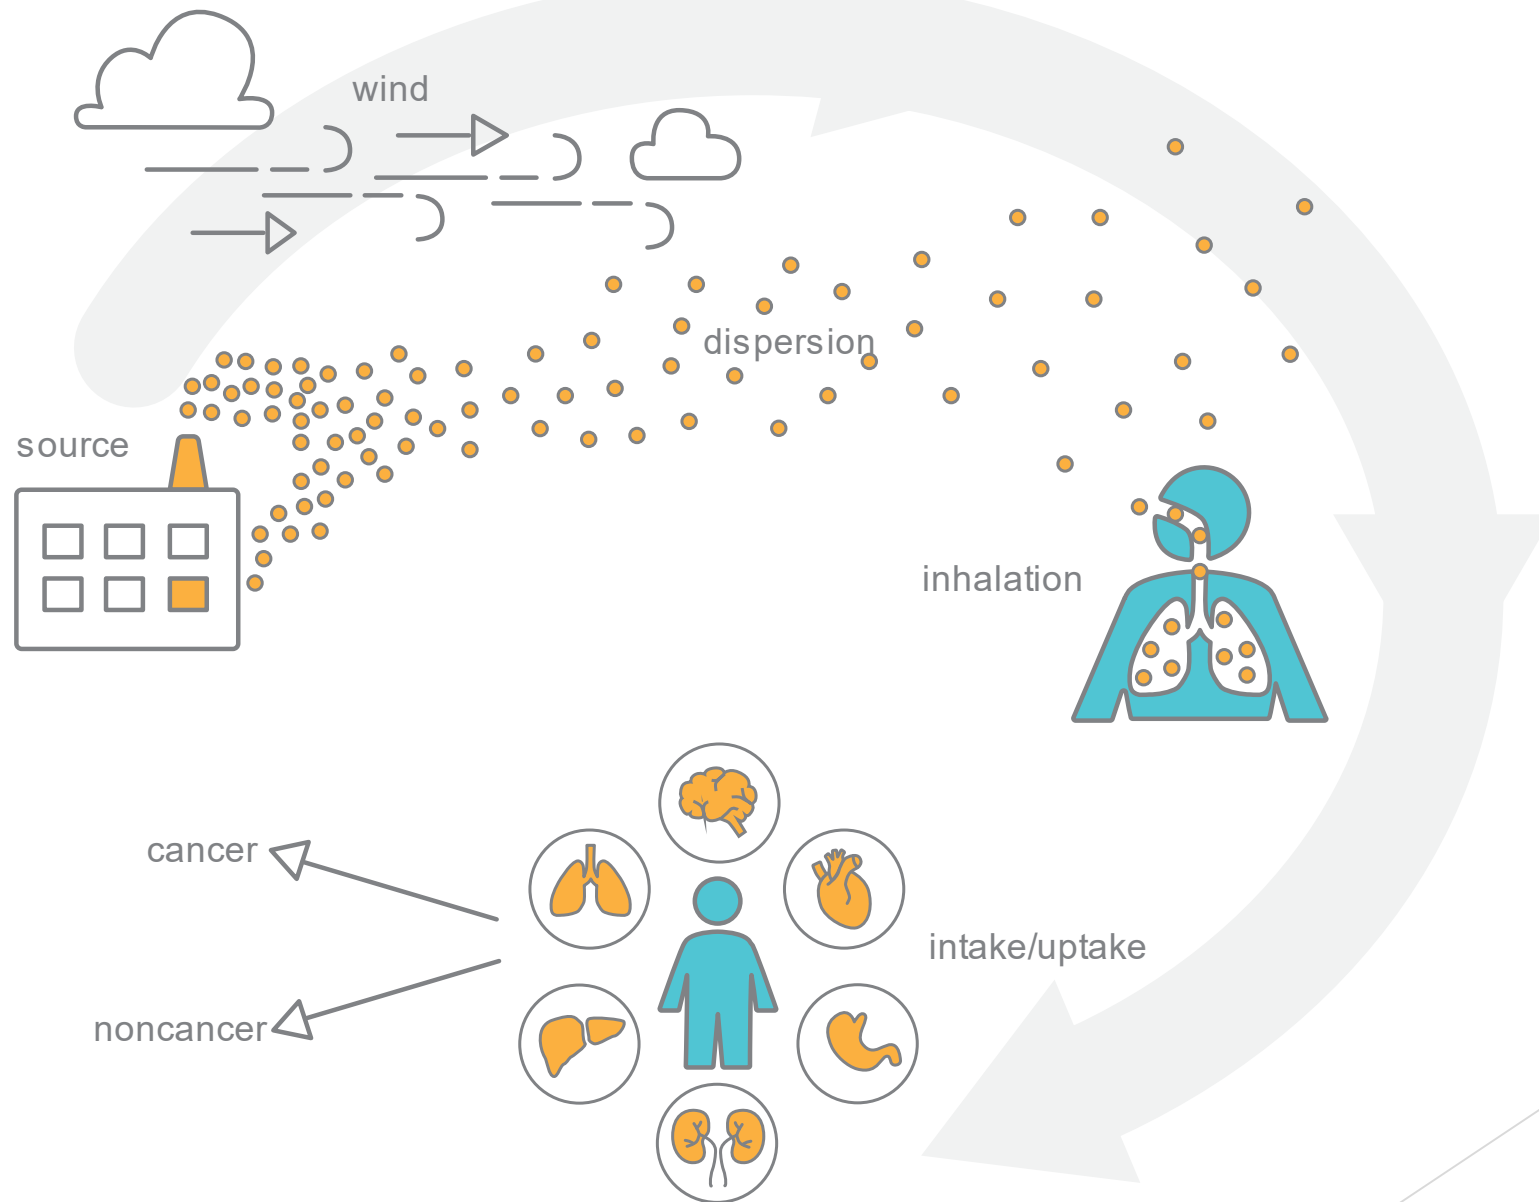 wind
dispersion
source
inhalation
cancer
intake/uptake
noncancer